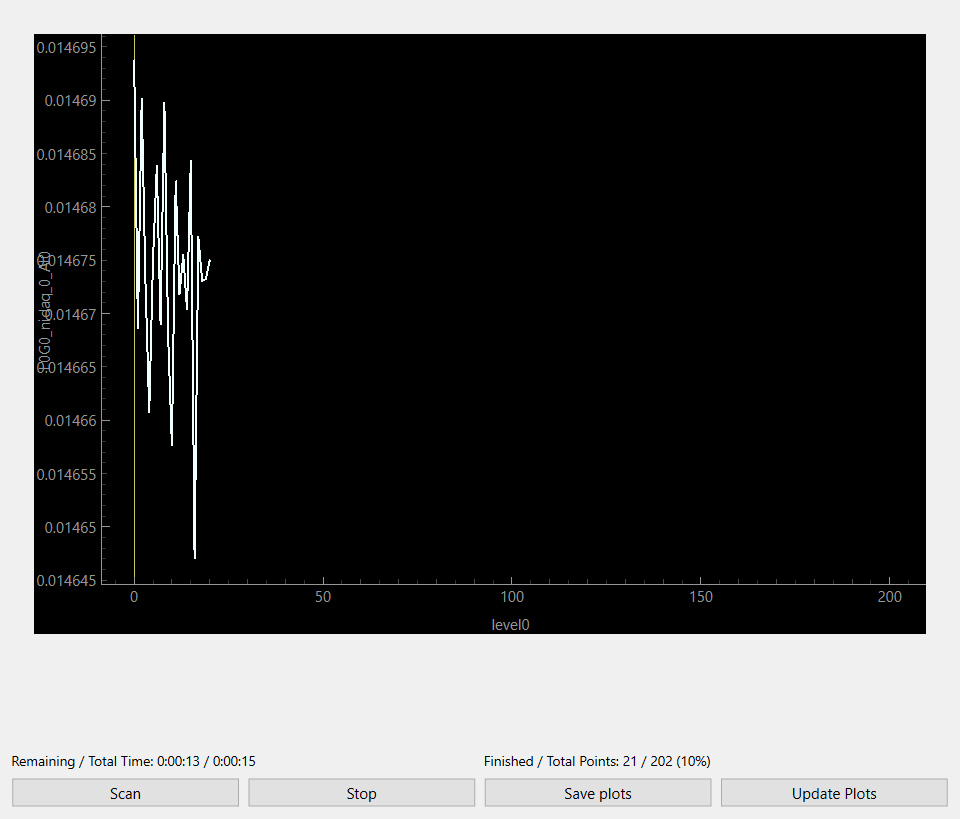 0.014695
0.01469
0.014685
0.01468
0.014675
0.01467
0.014665
0.01466
0.014655
0.01465
0.014645
0 50 100 150 200
level0
Remaining / Total Time: 0:00:13 / 0:00:15
Finished / Total Points: 21 / 202 (10%)
Scan
Stop
Save plots
Update Plots